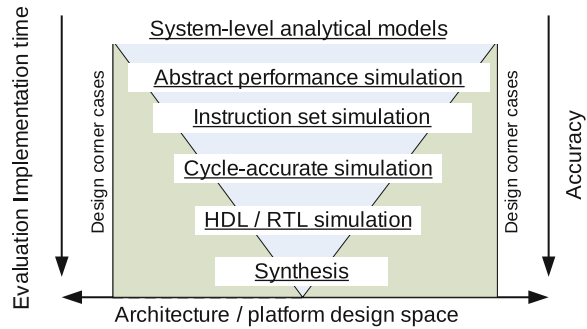 System-level analytical models
Abstract performance simulation
Instruction set simulation
Cycle-accurate simulation
HDL / RTL simulation
Synthesis
Evaluation Implementation time
Design corner cases
Design corner cases
Accuracy
Architecture / platform design space